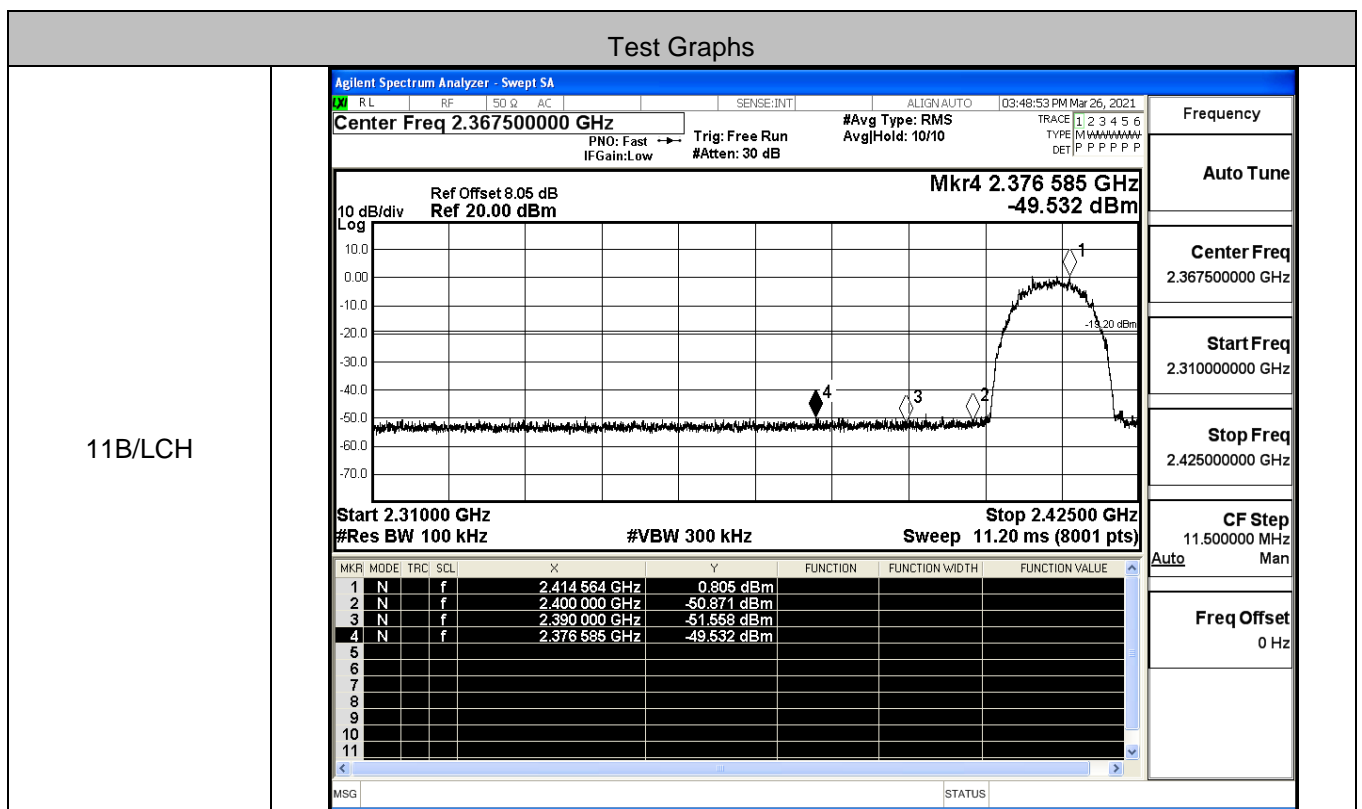 Test Graphs
11B/LCH
Agilent Spectrum Analyzer - Swept SA
LXI RL RF 50 Ω AC SENSE:INT ALIGN AUTO 03:48:53 PM Mar 26, 2021
Center Freq 2.367500000 GHz
PNO: Fast
IFGain:Low
Trig: Free Run
#Atten: 30 dB
#Avg Type: RMS
Avg|Hold: 10/10
TRACE 1 2 3 4 5 6
TYPE M WWWWW
DET P P P P P P
Ref Offset 8.05 dB
10 dB/div Ref 20.00 dBm
Log
Mkr4 2.376 585 GHz
-49.532 dBm
10.0
0.00
-10.0
-20.0
-30.0
-40.0
-50.0
-60.0
-70.0
1
-19.20 dBm
4
3
2
Start 2.31000 GHz Stop 2.42500 GHz
#Res BW 100 kHz #VBW 300 kHz Sweep 11.20 ms (8001 pts)
MKR MODE TRC SCL X Y FUNCTION FUNCTION WIDTH FUNCTION VALUE
1 N f 2.414 564 GHz 0.805 dBm
2 N f 2.400 000 GHz -50.871 dBm
3 N f 2.390 000 GHz -51.558 dBm
4 N f 2.376 585 GHz -49.532 dBm
5
6
7
8
9
10
11
MSG STATUS
Frequency
Auto Tune
Center Freq
2.367500000 GHz
Start Freq
2.310000000 GHz
Stop Freq
2.425000000 GHz
CF Step
11.500000 MHz
Auto Man
Freq Offset
0 Hz